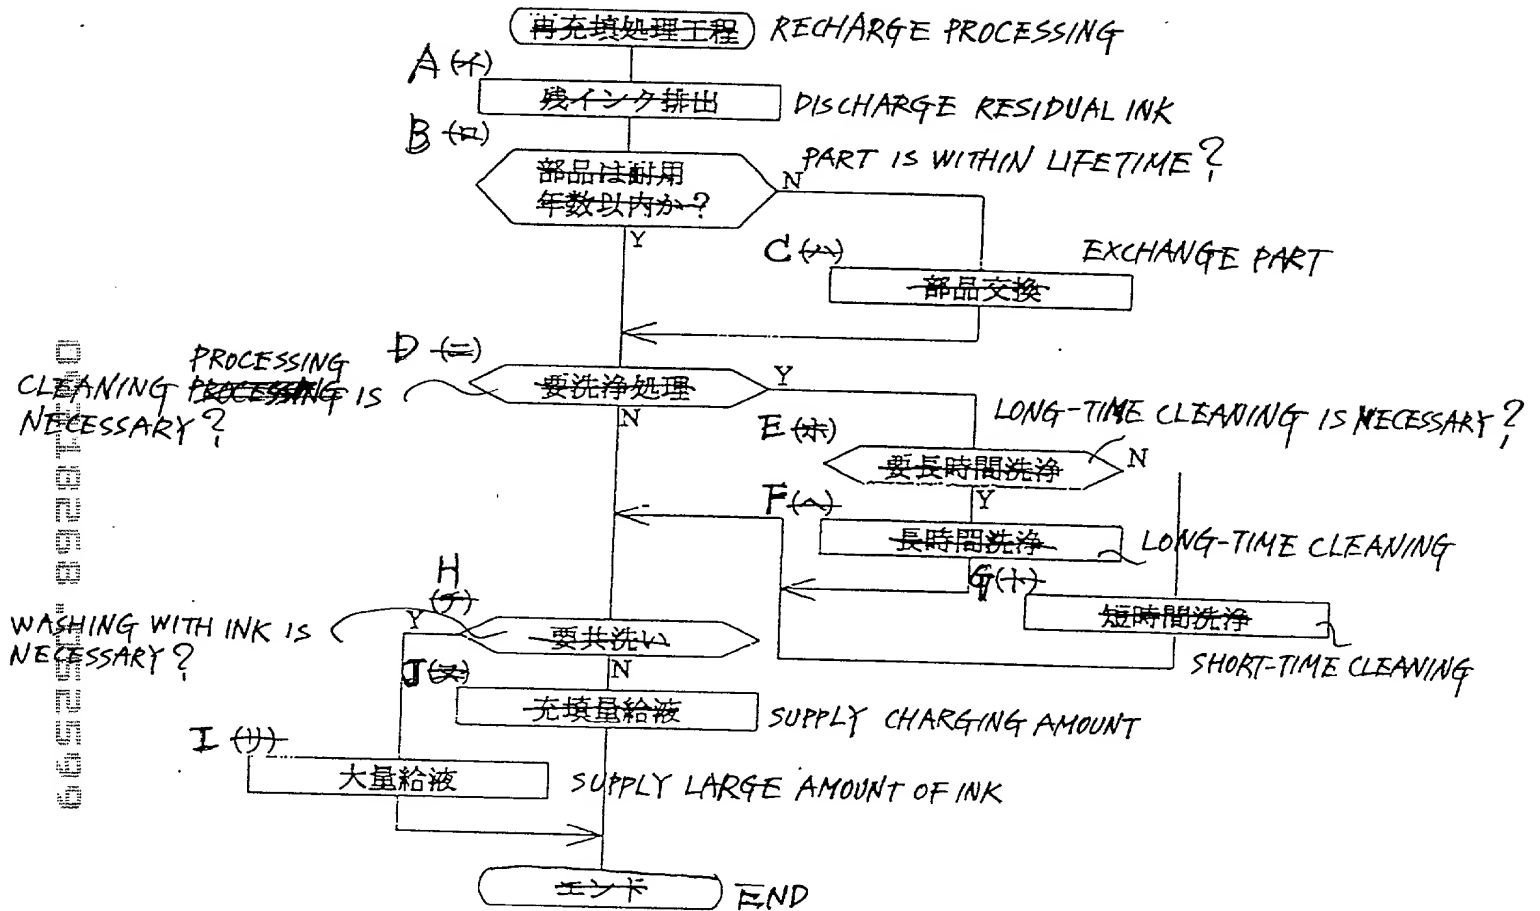 再充填処理工程 RECHARGE PROCESSING
A (イ)
残インク排出 DISCHARGE RESIDUAL INK
B (ロ)
部品は耐用
年数以内か?
PART IS WITHIN LIFETIME?
N
Y
C (ハ)
EXCHANGE PART
部品交換
D (ニ)
PROCESSING
CLEANING PROCESSING IS
NECESSARY?
要洗浄処理
Y
N
E (ホ)
LONG-TIME CLEANING IS NECESSARY?
要長時間洗浄
N
Y
F (ヘ)
長時間洗浄 LONG-TIME CLEANING
G (ト)
短時間洗浄
SHORT-TIME CLEANING
H
(チ)
WASHING WITH INK IS
NECESSARY?
Y
要共洗い
N
J (ヌ)
充填量給液 SUPPLY CHARGING AMOUNT
I (リ)
大量給液 SUPPLY LARGE AMOUNT OF INK
エンド END